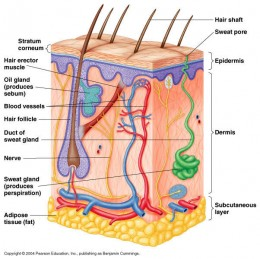 Hair shaft
Sweat pore
Stratum
corneum
Hair erector
muscle
Epidermis
Oil gland
(produces
sebum)
Blood vessels
Hair follicle
Duct of
sweat gland
Dermis
Nerve
Sweat gland
(produces
perspiration)
Subcutaneous
layer
Adipose
tissue (fat)
Copyright © 2004 Pearson Education, Inc., publishing as Benjamin Cummings.